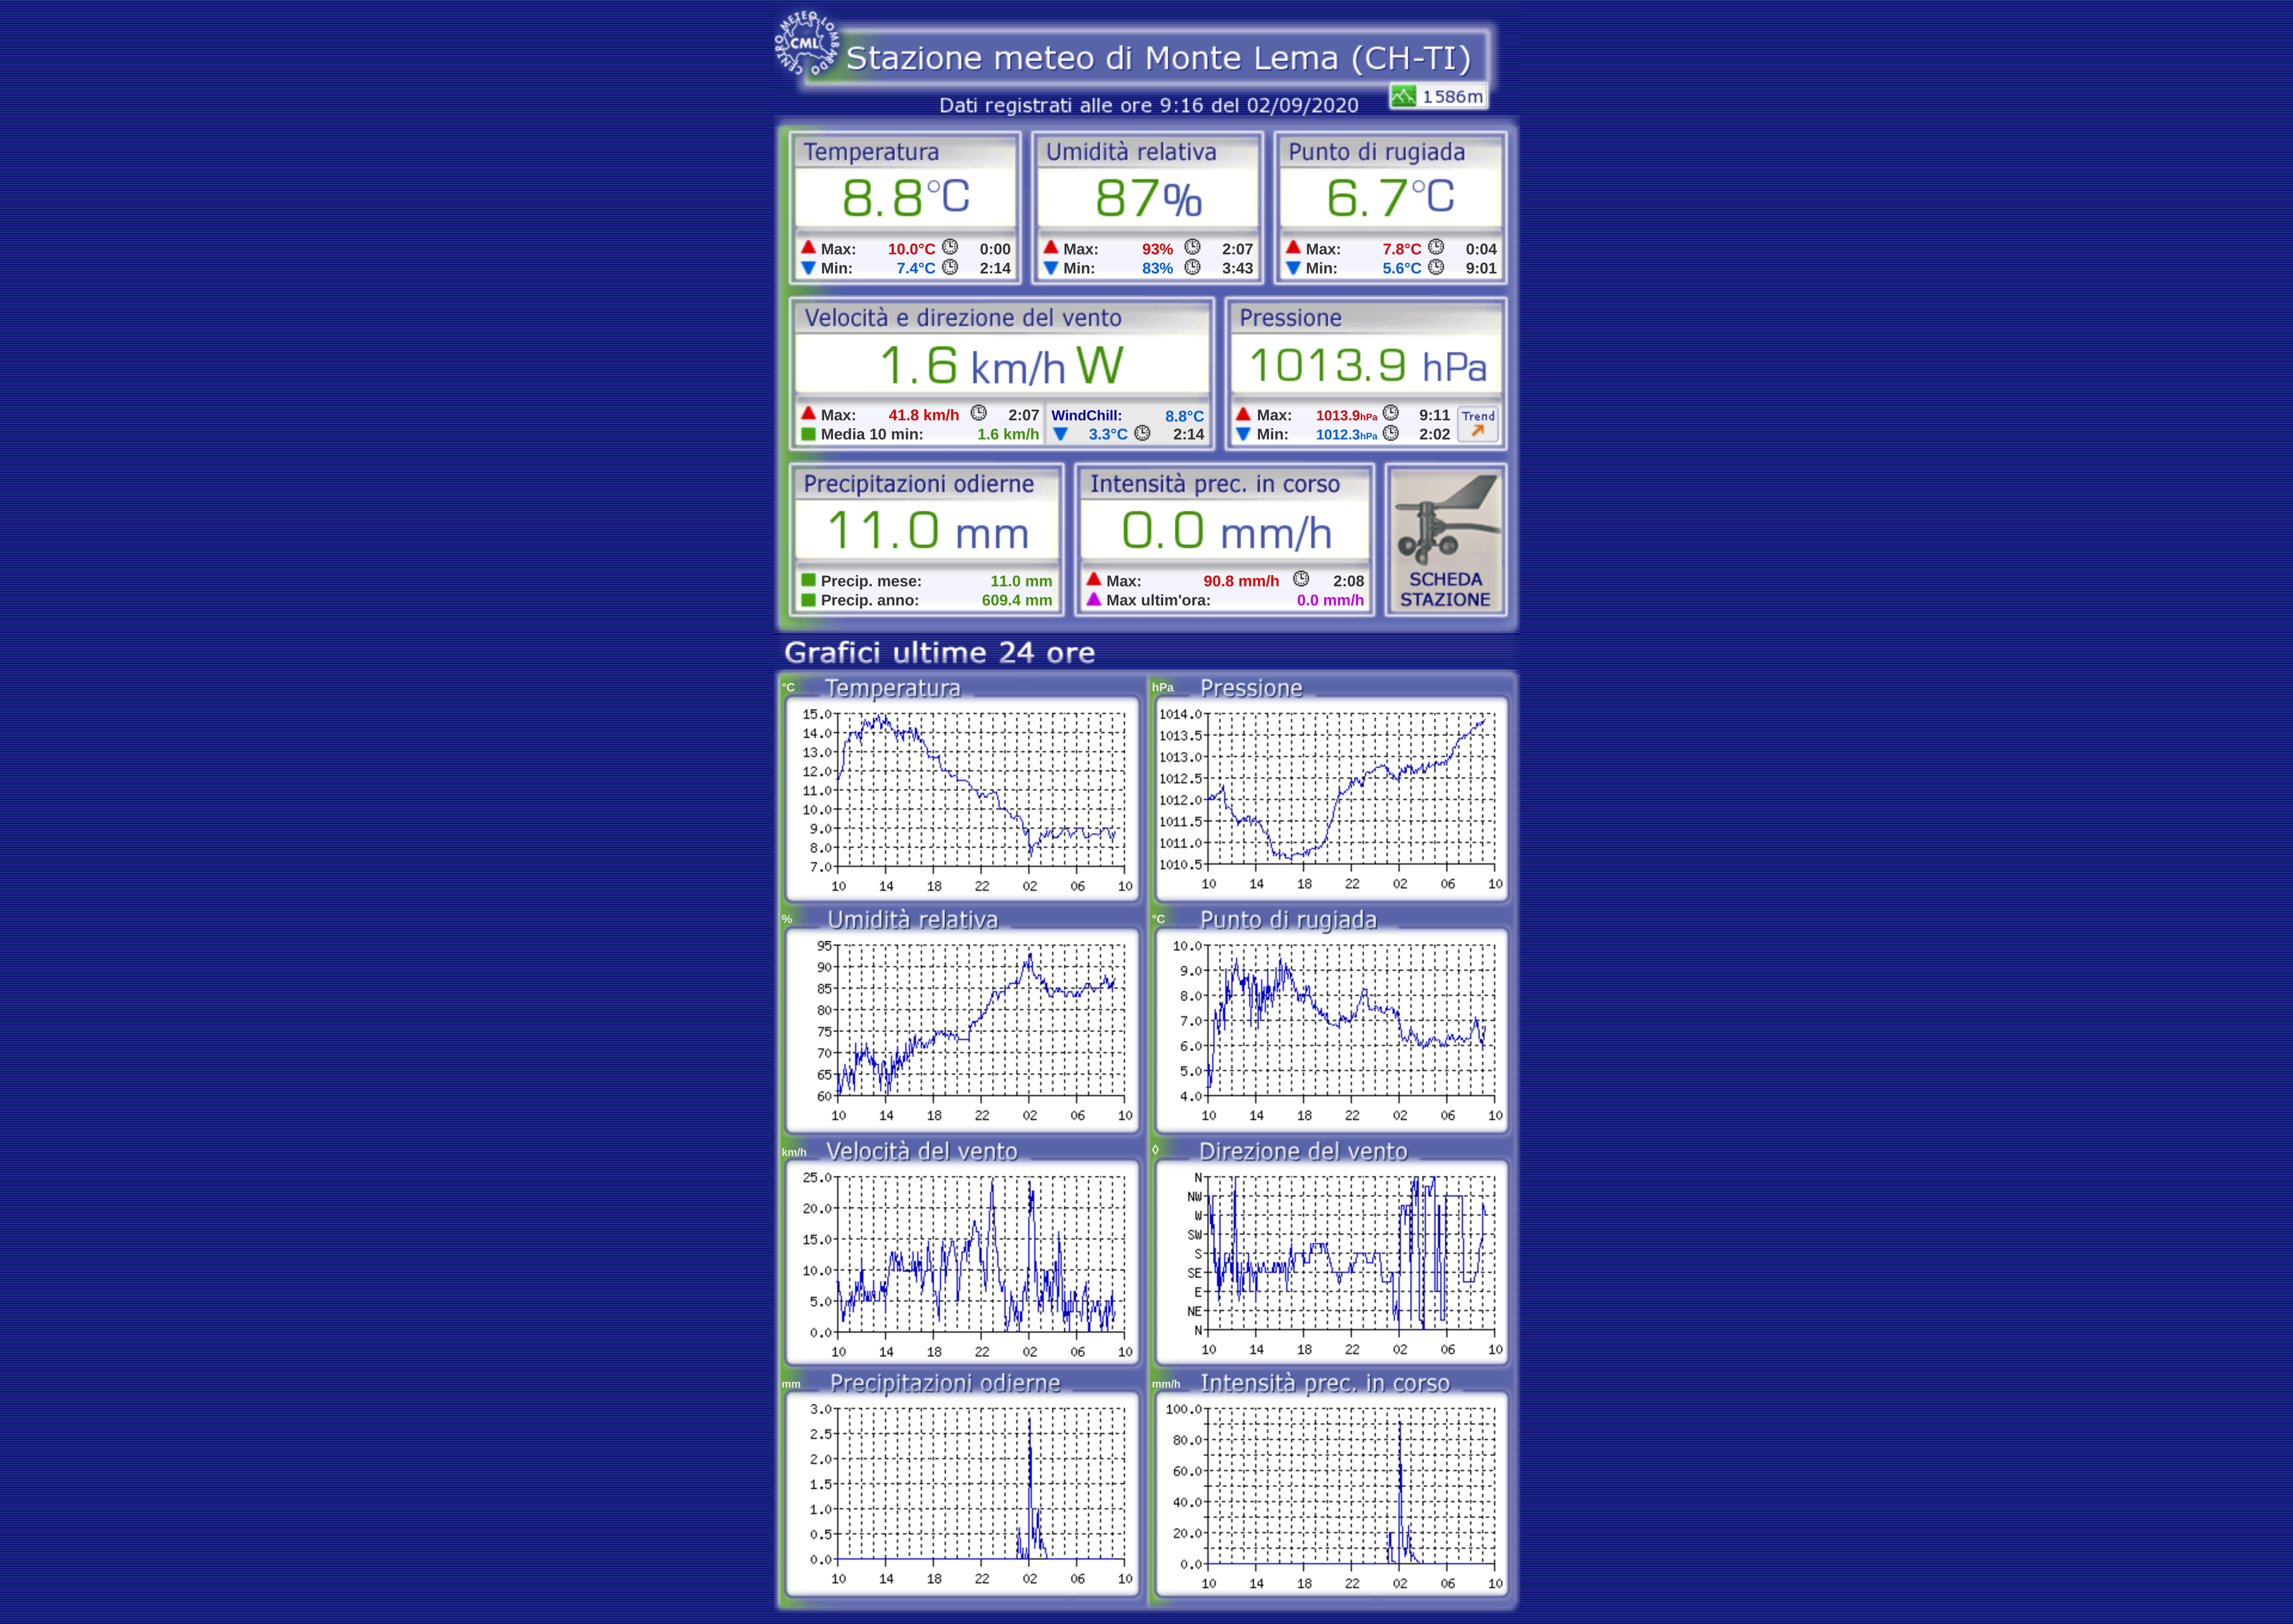 CENTRO METEO LOMBARDO
CML
Stazione meteo di Monte Lema (CH-TI)
Dati registrati alle ore 9:16 del 02/09/2020
1586m
Temperatura
8.8°C
Max: 10.0°C 0:00
Min: 7.4°C 2:14
Umidità relativa
87%
Max: 93% 2:07
Min: 83% 3:43
Punto di rugiada
6.7°C
Max: 7.8°C 0:04
Min: 5.6°C 9:01
Velocità e direzione del vento
1.6 km/h W
Max: 41.8 km/h 2:07
Media 10 min: 1.6 km/h
WindChill: 8.8°C
3.3°C 2:14
Pressione
1013.9 hPa
Max: 1013.9hPa 9:11
Min: 1012.3hPa 2:02
Trend
Precipitazioni odierne
11.0 mm
Precip. mese: 11.0 mm
Precip. anno: 609.4 mm
Intensità prec. in corso
0.0 mm/h
Max: 90.8 mm/h 2:08
Max ultim'ora: 0.0 mm/h
SCHEDA
STAZIONE
Grafici ultime 24 ore
°C Temperatura
15.0
14.0
13.0
12.0
11.0
10.0
9.0
8.0
7.0
10 14 18 22 02 06 10
hPa Pressione
1014.0
1013.5
1013.0
1012.5
1012.0
1011.5
1011.0
1010.5
10 14 18 22 02 06 10
% Umidità relativa
95
90
85
80
75
70
65
60
10 14 18 22 02 06 10
°C Punto di rugiada
10.0
9.0
8.0
7.0
6.0
5.0
4.0
10 14 18 22 02 06 10
km/h Velocità del vento
25.0
20.0
15.0
10.0
5.0
0.0
10 14 18 22 02 06 10
◊ Direzione del vento
N
NW
W
SW
S
SE
E
NE
N
10 14 18 22 02 06 10
mm Precipitazioni odierne
3.0
2.5
2.0
1.5
1.0
0.5
0.0
10 14 18 22 02 06 10
mm/h Intensità prec. in corso
100.0
80.0
60.0
40.0
20.0
0.0
10 14 18 22 02 06 10